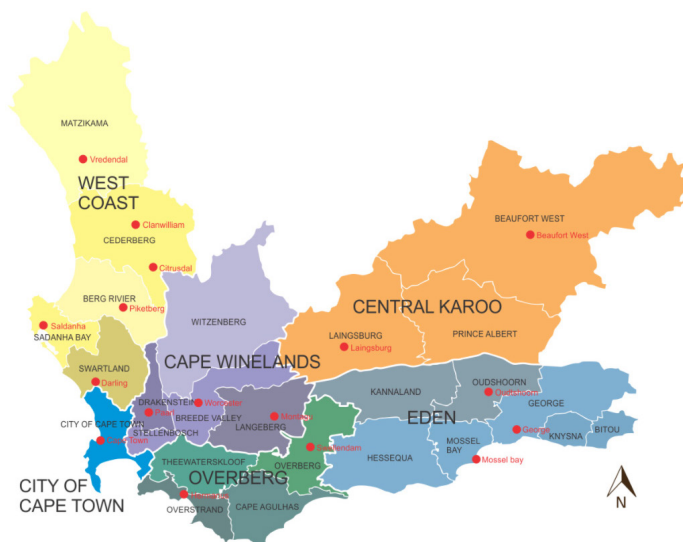 MATZIKAMA
Vredendal
WEST
COAST
Clanwilliam
CEDERBERG
Citrusdal
BERG RIVER
Piketberg
Saldanha
SADANHA BAY
SWARTLAND
Darling
BEAUFORT WEST
Beaufort West
WITZENBERG
CENTRAL KAROO
LAINGSBURG
Laingsburg
PRINCE ALBERT
CAPE WINELANDS
DRAKENSTEIN
Worcester
Paarl
BREEDE VALLEY
STELLENBOSCH
LANGEBERG
Montagu
CITY OF CAPE TOWN
Cape Town
CITY OF
CAPE TOWN
KANNALAND
OUDSHOORN
Oudtshoorn
GEORGE
EDEN
George
KNYSNA
BITOU
MOSSEL
BAY
Mossel bay
HESSEQUA
Swellendam
THEEWATERSKLOOF
OVERBERG
OVERBERG
Hermanus
OVERSTRAND
CAPE AGULHAS
N